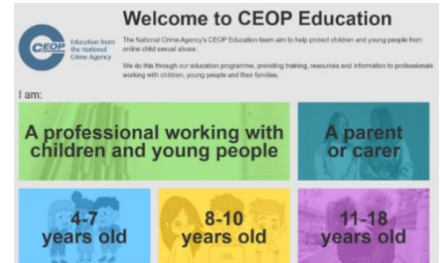 Welcome to CEOP Education
CEOP
Education from
the National
Crime Agency
The National Crime Agency's CEOP Education team aim to help protect children and young people from
online child sexual abuse.
We do this through our education programme, providing training, resources and information to professionals
working with children, young people and their families.
I am:
A professional working with
children and young people
A parent
or carer
4-7
years old
8-10
years old
11-18
years old